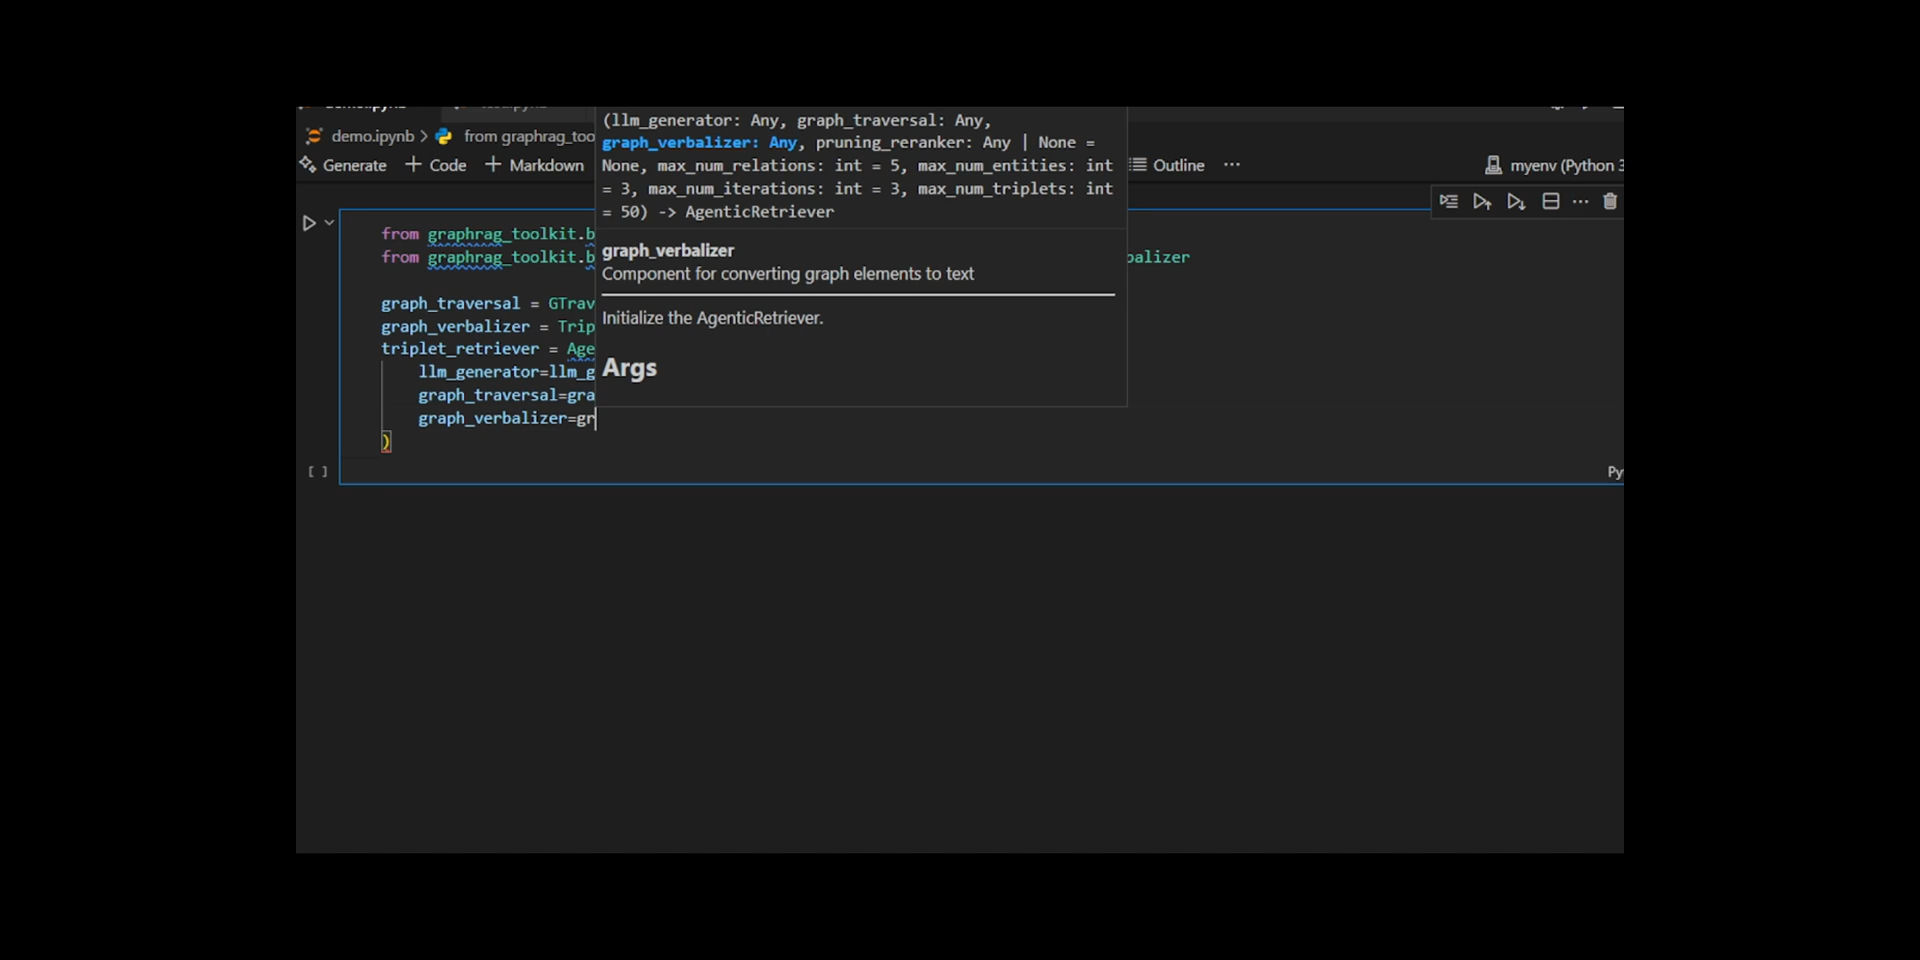 demo.ipynb
demo.ipynb > from graphrag_too
Generate + Code + Markdown
Outline ...
myenv (Python 3
(llm_generator: Any, graph_traversal: Any,
graph_verbalizer: Any, pruning_reranker: Any | None =
None, max_num_relations: int = 5, max_num_entities: int
= 3, max_num_iterations: int = 3, max_num_triplets: int
= 50) -> AgenticRetriever
graph_verbalizer
Component for converting graph elements to text
Initialize the AgenticRetriever.
Args
from graphrag_toolkit.b
from graphrag_toolkit.b
balizer
graph_traversal = GTrav
graph_verbalizer = Trip
triplet_retriever = Age
llm_generator=llm_g
graph_traversal=gra
graph_verbalizer=gr
)
[ ]
Py